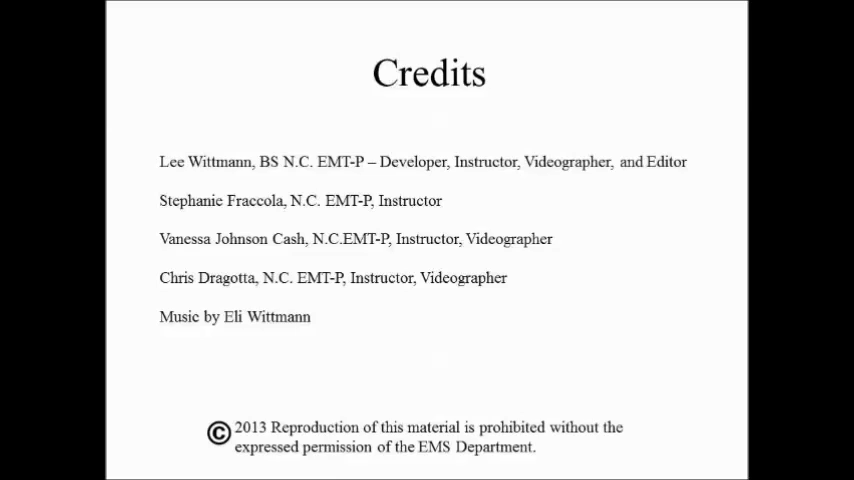 Credits
Lee Wittmann, BS N.C. EMT-P – Developer, Instructor, Videographer, and Editor
Stephanie Fraccola, N.C. EMT-P, Instructor
Vanessa Johnson Cash, N.C.EMT-P, Instructor, Videographer
Chris Dragotta, N.C. EMT-P, Instructor, Videographer
Music by Eli Wittmann
© 2013 Reproduction of this material is prohibited without the
expressed permission of the EMS Department.